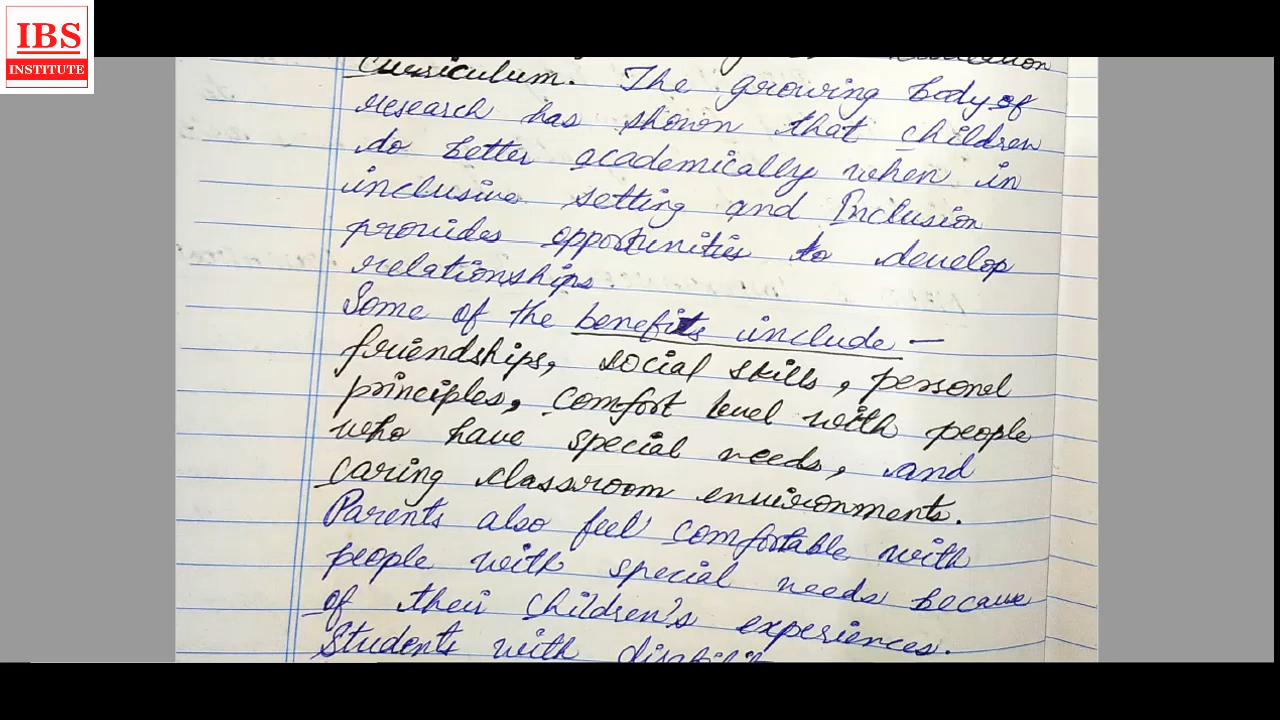 IBS
INSTITUTE
Curriculum. The growing body of
research has shown that children
do better academically when in
inclusive setting and Inclusion
provides opportunities to develop
relationships.
Some of the benefits include –
friendships, social skills, personal
principles, comfort level with people
who have special needs, and
caring classroom environments.
Parents also feel comfortable with
people with special needs because
of their children's experiences.
Students with